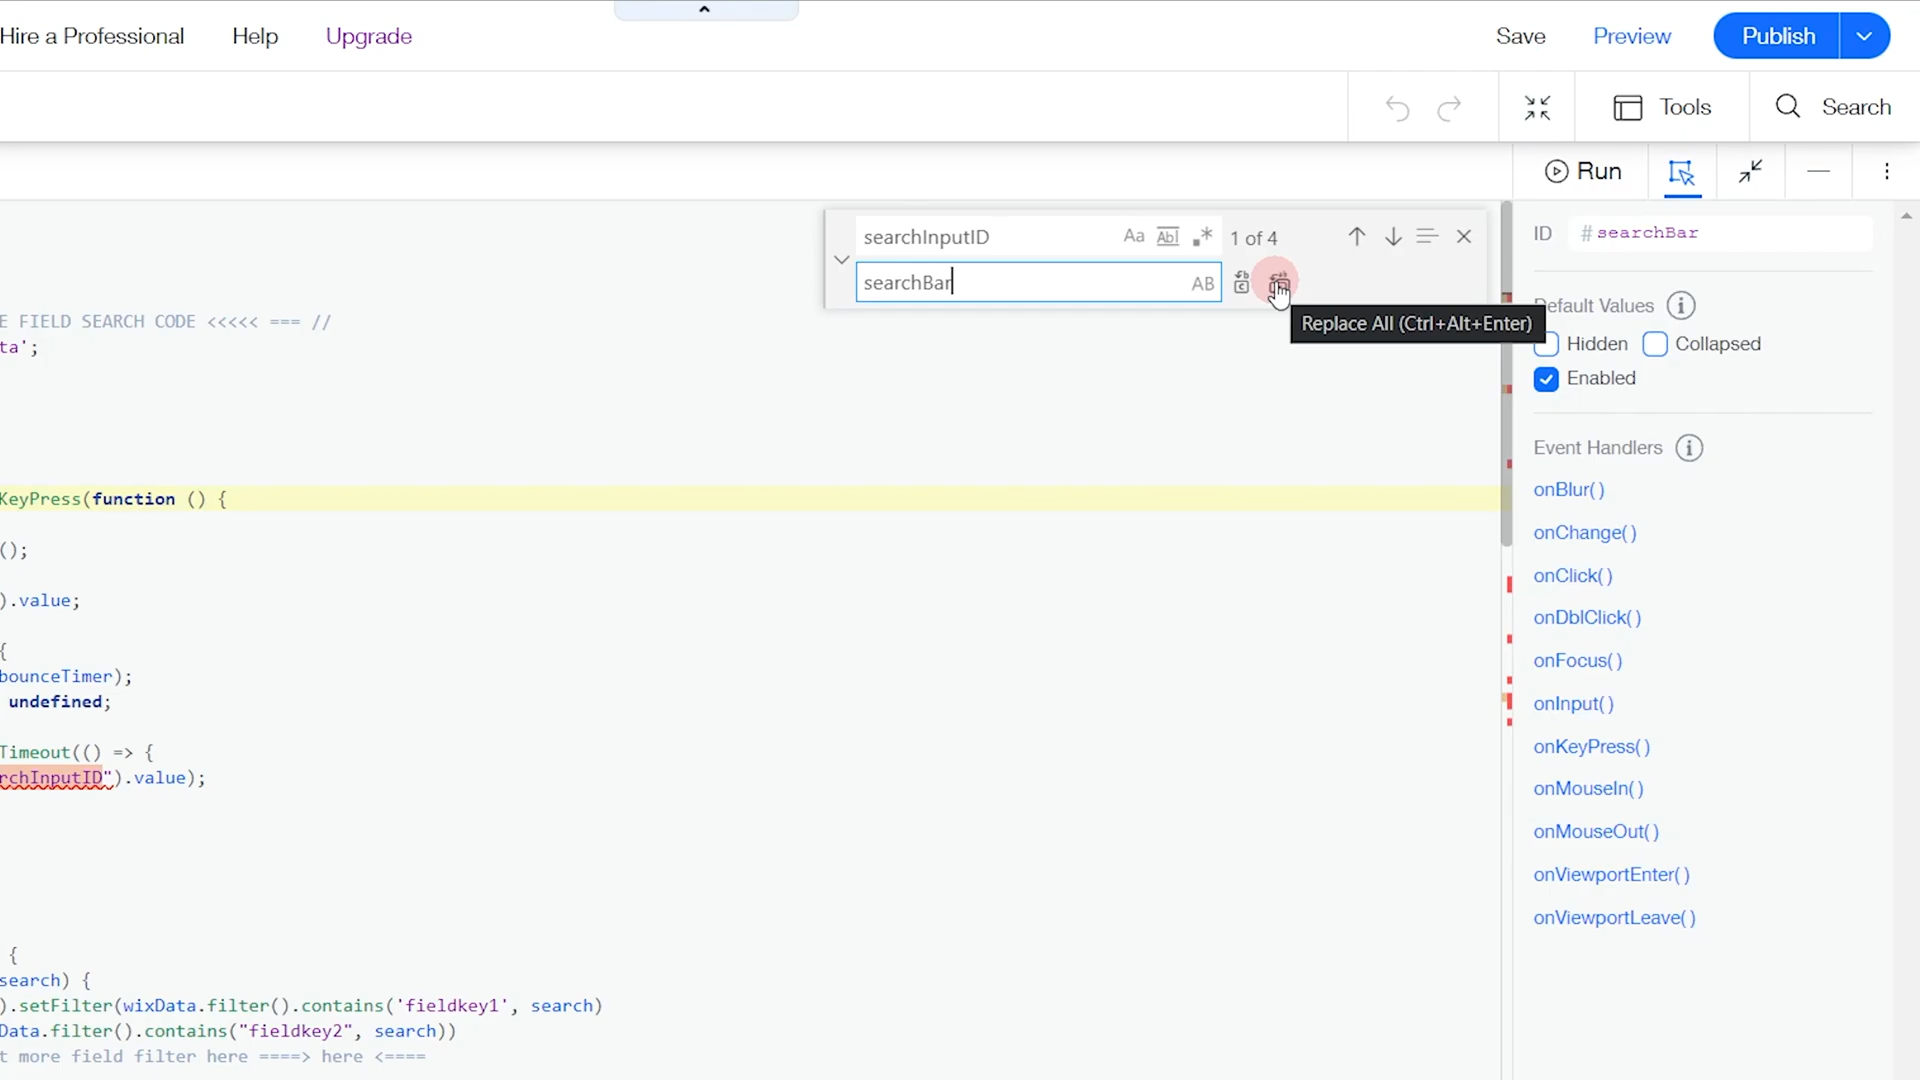 Hire a Professional Help Upgrade Save Preview Publish
Tools Search
Run
searchInputID Aa Abl .* 1 of 4
ID #searchBar
searchBar AB
Replace All (Ctrl+Alt+Enter)
Default Values
Hidden Collapsed
Enabled
Event Handlers
onBlur()
onChange()
onClick()
onDblClick()
onFocus()
onInput()
onKeyPress()
onMouseIn()
onMouseOut()
onViewportEnter()
onViewportLeave()
E FIELD SEARCH CODE <<<<< === //
ta';
KeyPress(function () {
();
).value;
{
bounceTimer);
undefined;
Timeout(() => {
rchInputID").value);
{
search) {
).setFilter(wixData.filter().contains('fieldkey1', search)
Data.filter().contains("fieldkey2", search))
t more field filter here ====> here <====